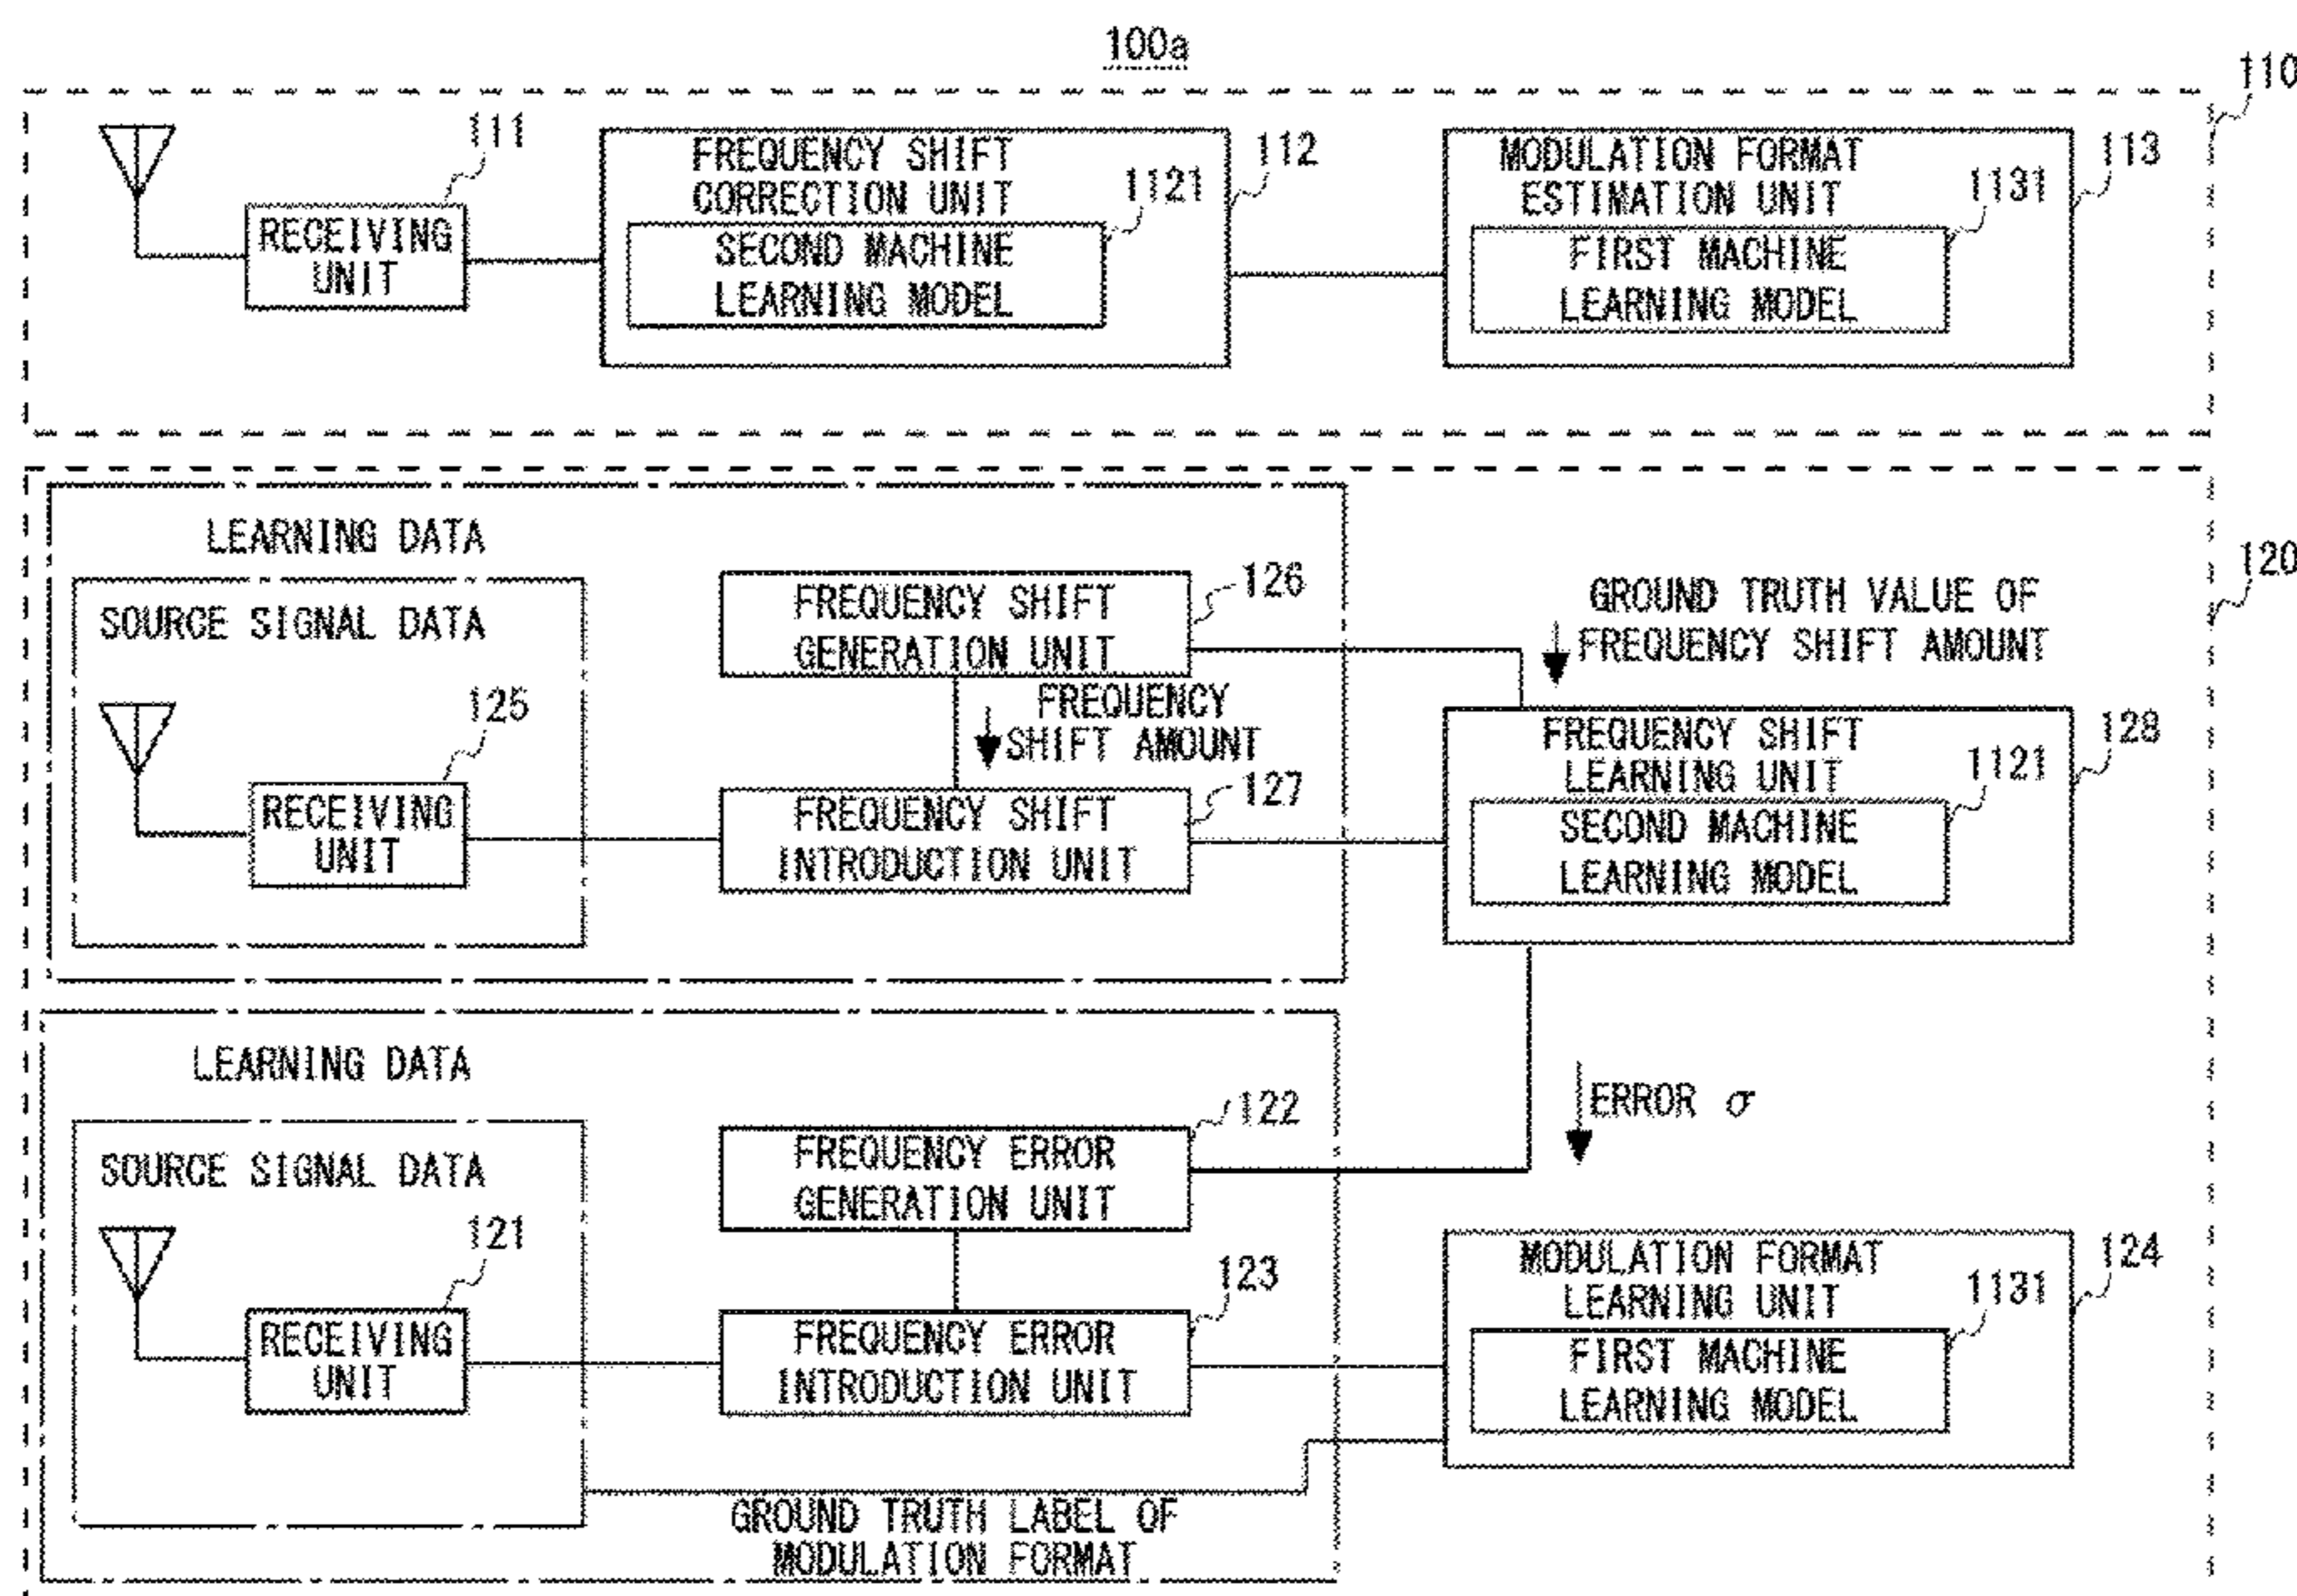 100a
110
111
RECEIVING
UNIT
FREQUENCY SHIFT
CORRECTION UNIT
112
1121
SECOND MACHINE
LEARNING MODEL
MODULATION FORMAT
ESTIMATION UNIT
113
1131
FIRST MACHINE
LEARNING MODEL
120
LEARNING DATA
SOURCE SIGNAL DATA
125
RECEIVING
UNIT
FREQUENCY SHIFT
GENERATION UNIT
126
FREQUENCY
SHIFT AMOUNT
FREQUENCY SHIFT
INTRODUCTION UNIT
127
GROUND TRUTH VALUE OF
FREQUENCY SHIFT AMOUNT
FREQUENCY SHIFT
LEARNING UNIT
128
1121
SECOND MACHINE
LEARNING MODEL
LEARNING DATA
SOURCE SIGNAL DATA
121
RECEIVING
UNIT
FREQUENCY ERROR
GENERATION UNIT
122
ERROR σ
FREQUENCY ERROR
INTRODUCTION UNIT
123
MODULATION FORMAT
LEARNING UNIT
124
1131
FIRST MACHINE
LEARNING MODEL
GROUND TRUTH LABEL OF
MODULATION FORMAT